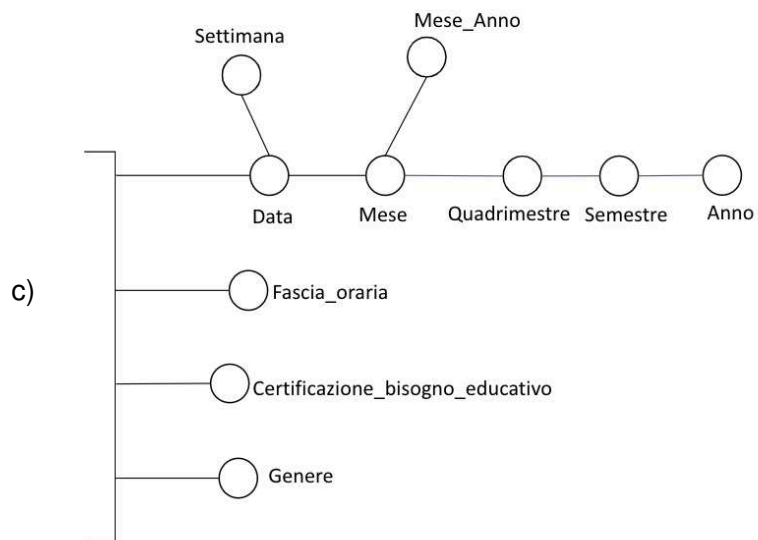 Mese_Anno
Settimana
Data
Mese
Quadrimestre
Semestre
Anno
c)
Fascia_oraria
Certificazione_bisogno_educativo
Genere